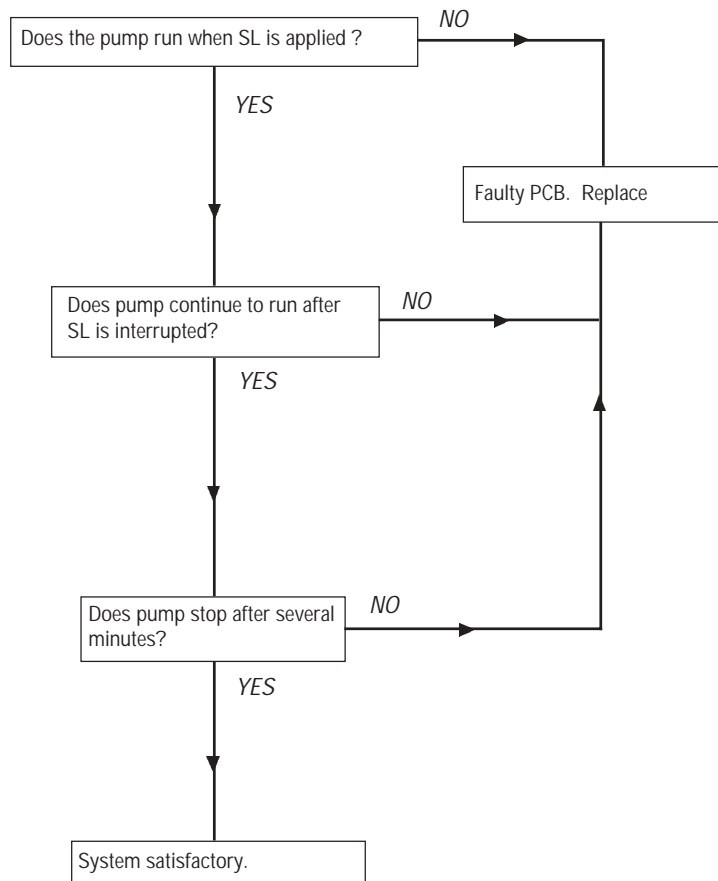 Does the pump run when SL is applied ?
NO
YES
Faulty PCB. Replace
Does pump continue to run after
SL is interrupted?
NO
YES
Does pump stop after several
minutes?
NO
YES
System satisfactory.